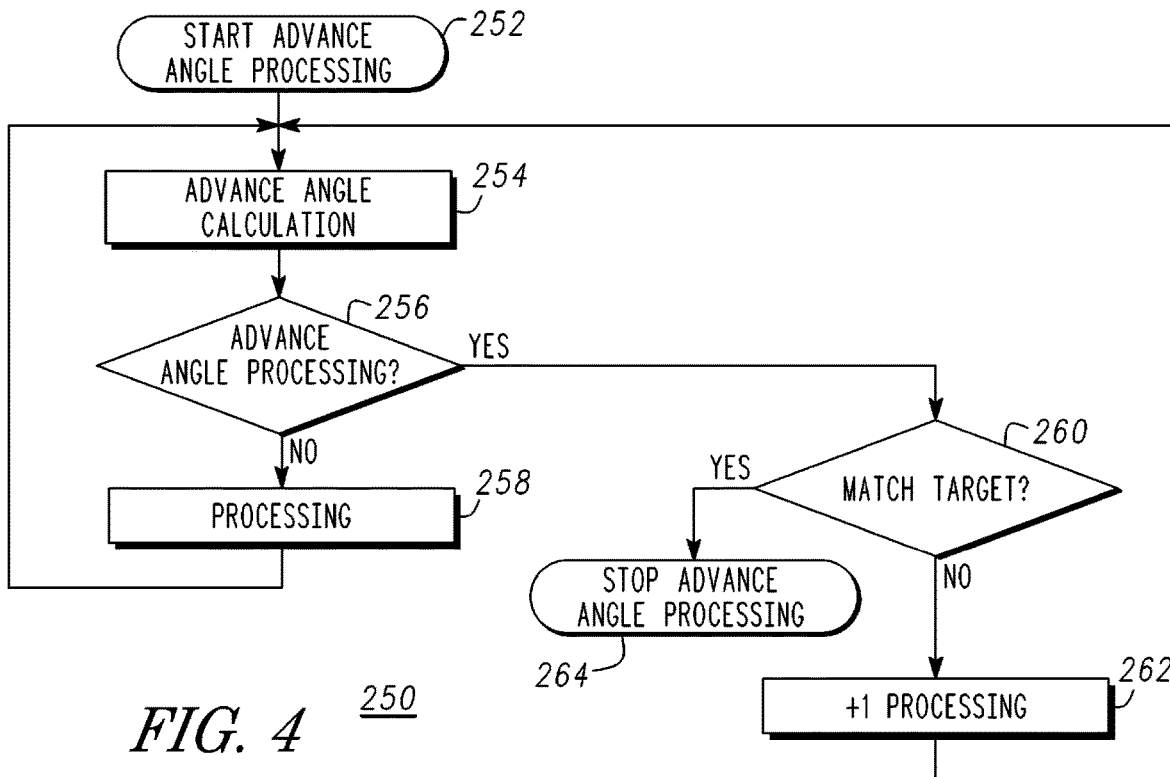 START ADVANCE
ANGLE PROCESSING
252
ADVANCE ANGLE
CALCULATION
254
ADVANCE
ANGLE PROCESSING?
256
YES
NO
PROCESSING
258
MATCH TARGET?
260
YES
NO
STOP ADVANCE
ANGLE PROCESSING
264
+1 PROCESSING
262
FIG. 4
250